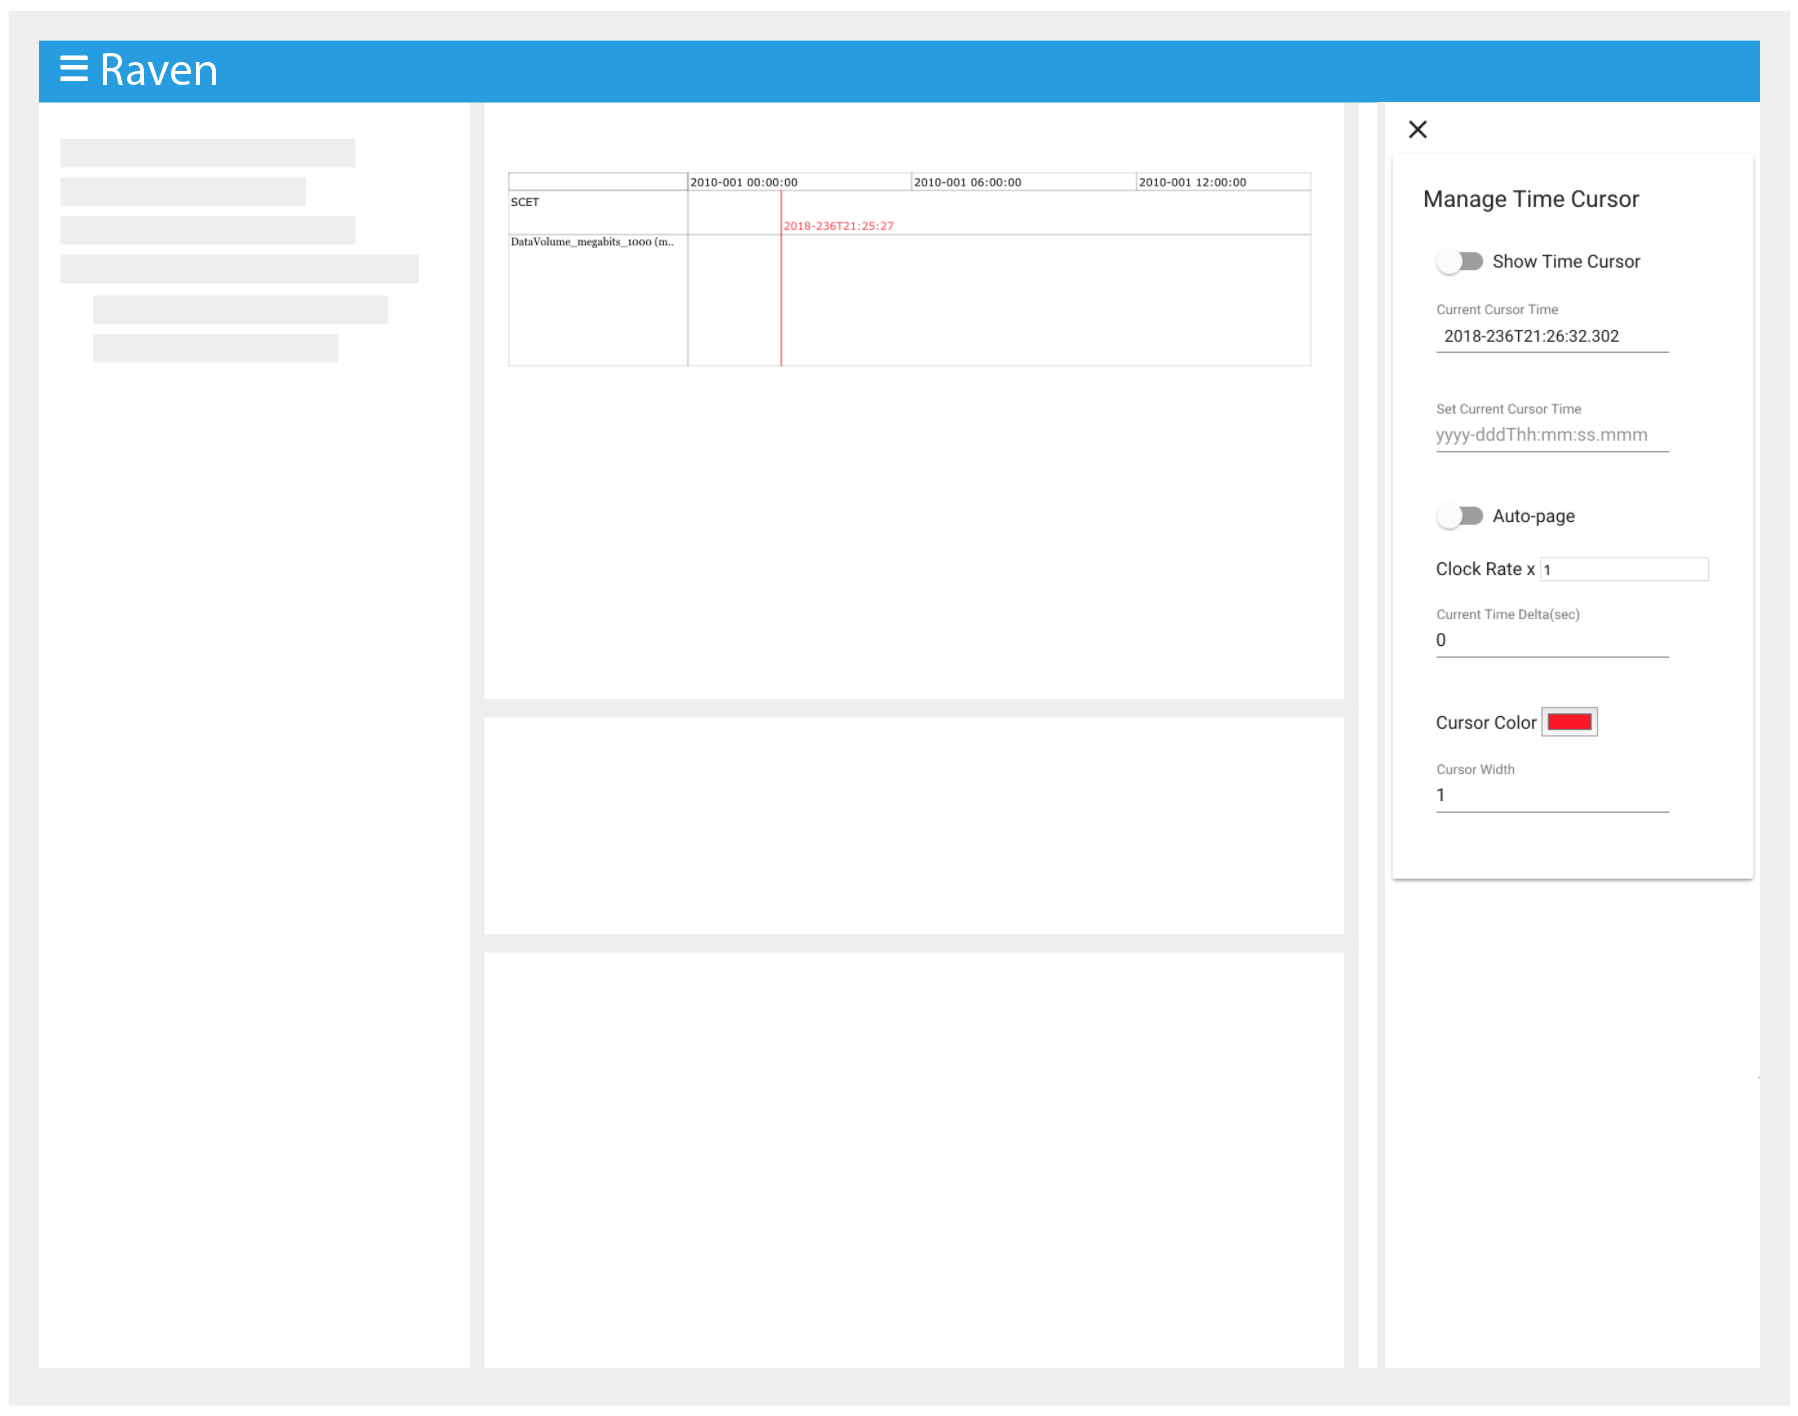 Raven
2010-001 00:00:00 2010-001 06:00:00 2010-001 12:00:00
SCET
2018-236T21:25:27
DataVolume_megabits_1000 (m..
Manage Time Cursor
Show Time Cursor
Current Cursor Time
2018-236T21:26:32.302
Set Current Cursor Time
yyyy-dddThh:mm:ss.mmm
Auto-page
Clock Rate x 1
Current Time Delta(sec)
0
Cursor Color
Cursor Width
1